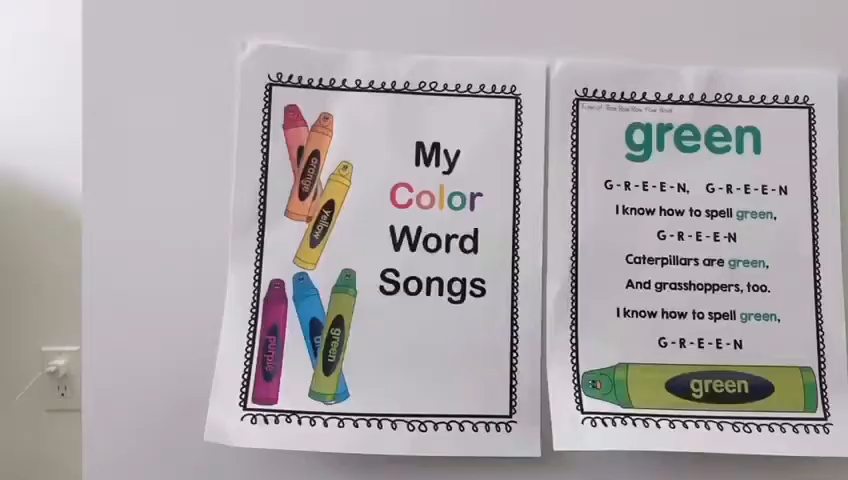 My
Color
Word
Songs
orange
yellow
purple
green
green
G-R-E-E-N, G-R-E-E-N
I know how to spell green,
G-R-E-E-N
Caterpillars are green,
And grasshoppers, too.
I know how to spell green,
G-R-E-E-N
green